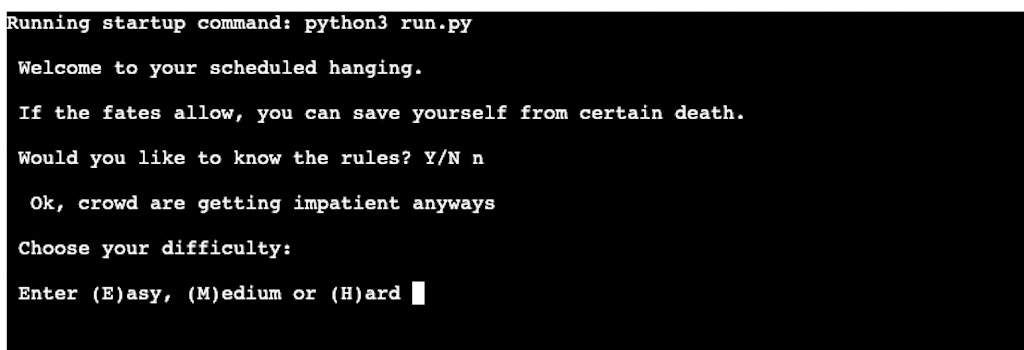 Running startup command: python3 run.py
Welcome to your scheduled hanging.
If the fates allow, you can save yourself from certain death.
Would you like to know the rules? Y/N n
Ok, crowd are getting impatient anyways
Choose your difficulty:
Enter (E)asy, (M)edium or (H)ard